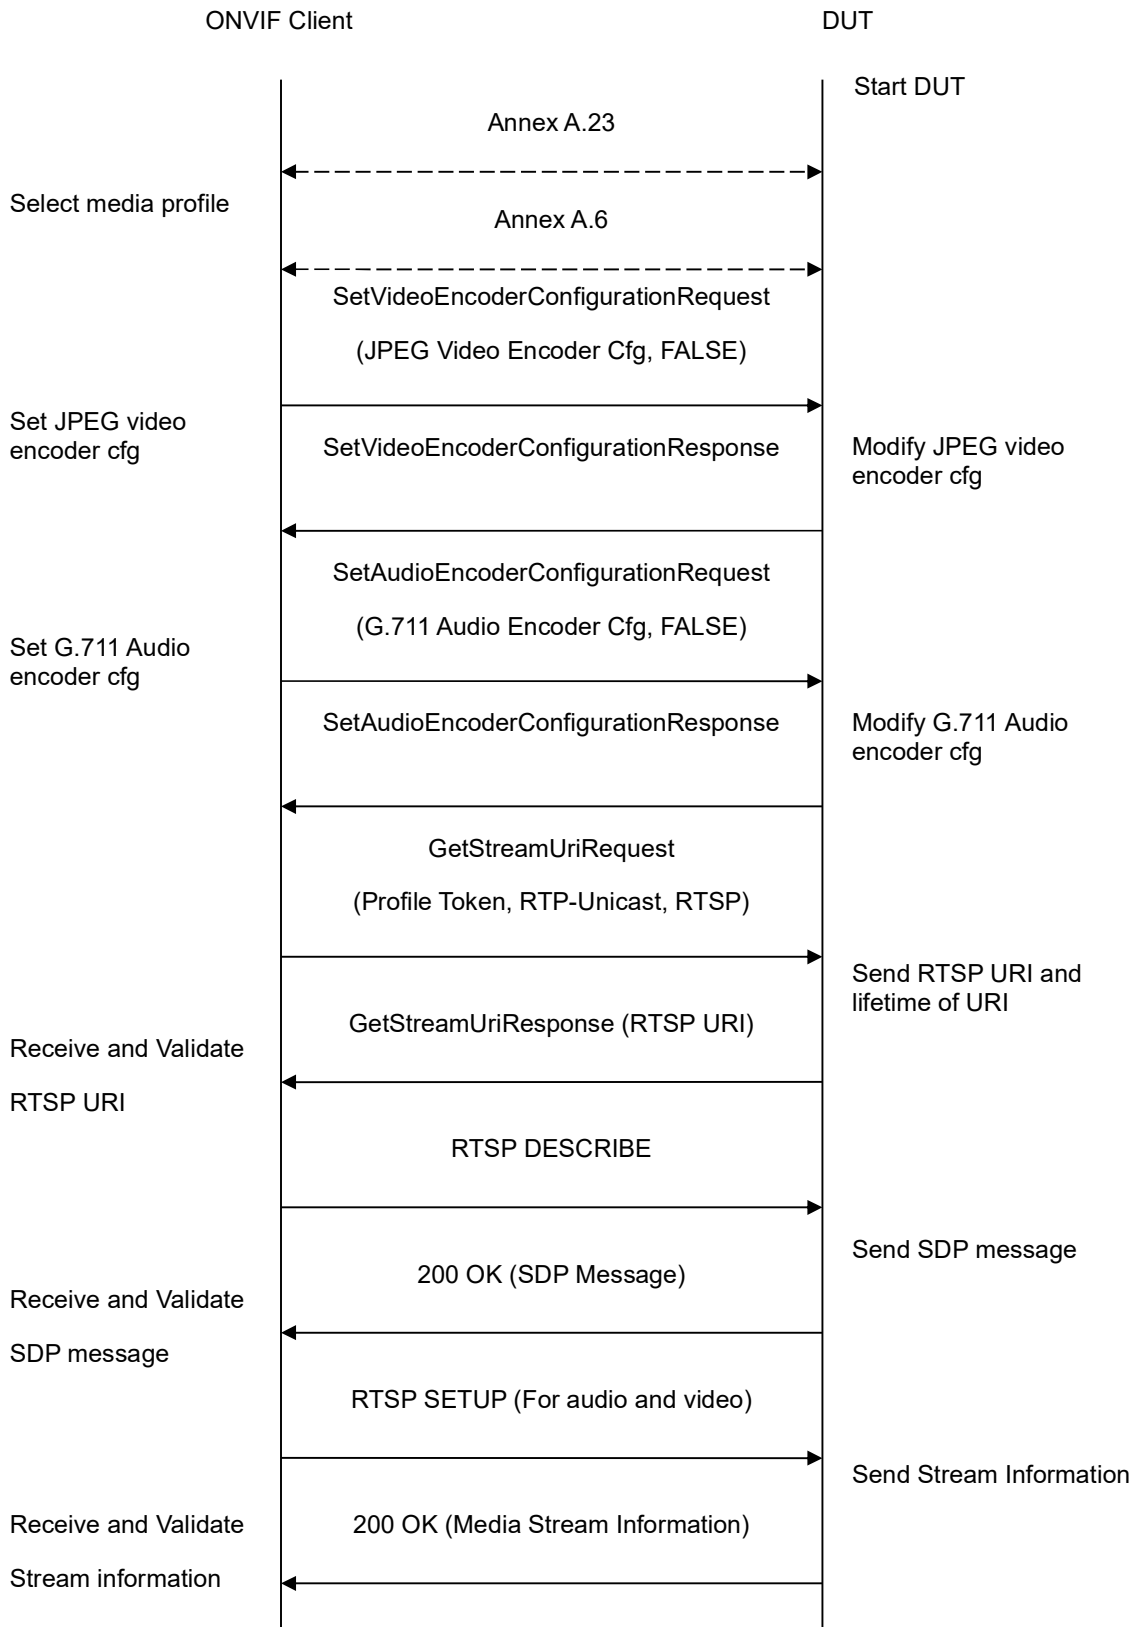 ONVIF Client
DUT
Start DUT
Annex A.23
Select media profile
Annex A.6
SetVideoEncoderConfigurationRequest
(JPEG Video Encoder Cfg, FALSE)
Set JPEG video
encoder cfg
SetVideoEncoderConfigurationResponse
Modify JPEG video
encoder cfg
SetAudioEncoderConfigurationRequest
(G.711 Audio Encoder Cfg, FALSE)
Set G.711 Audio
encoder cfg
SetAudioEncoderConfigurationResponse
Modify G.711 Audio
encoder cfg
GetStreamUriRequest
(Profile Token, RTP-Unicast, RTSP)
Send RTSP URI and
lifetime of URI
GetStreamUriResponse (RTSP URI)
Receive and Validate
RTSP URI
RTSP DESCRIBE
Send SDP message
200 OK (SDP Message)
Receive and Validate
SDP message
RTSP SETUP (For audio and video)
Send Stream Information
200 OK (Media Stream Information)
Receive and Validate
Stream information